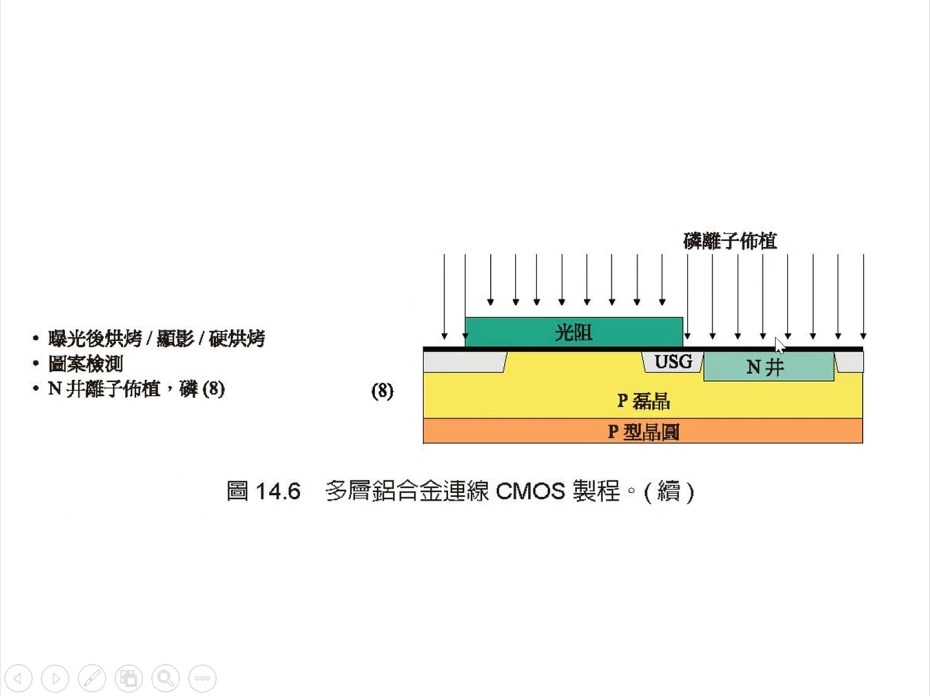 磷離子佈植
• 曝光後烘烤 / 顯影 / 硬烘烤
• 圖案檢測
• N 井離子佈植，磷 (8)
(8)
光阻
USG
N 井
P 磊晶
P 型晶圓
圖 14.6 多層鋁合金連線 CMOS 製程。( 續 )